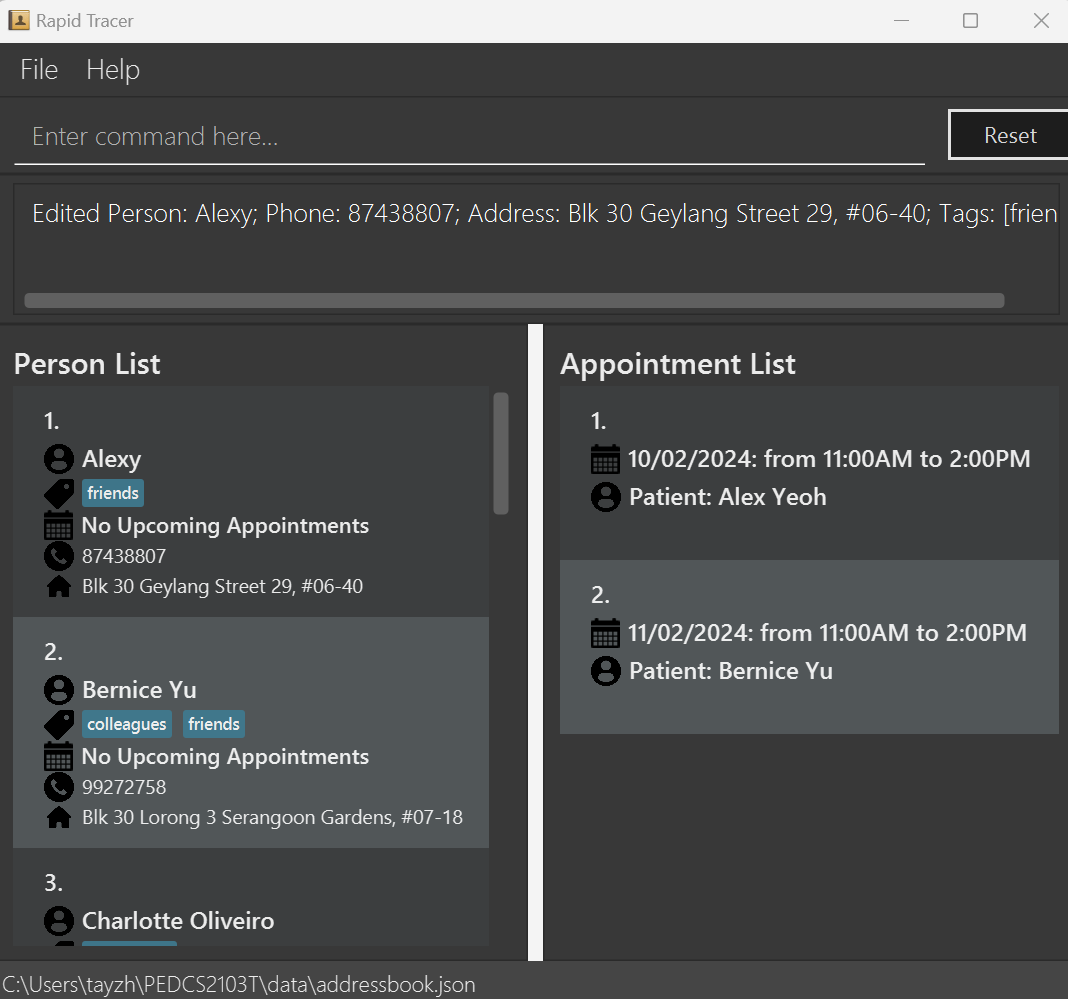 Rapid Tracer
File Help
Enter command here...
Reset
Edited Person: Alexy; Phone: 87438807; Address: Blk 30 Geylang Street 29, #06-40; Tags: [frien
Person List
1.
Alexy
friends
No Upcoming Appointments
87438807
Blk 30 Geylang Street 29, #06-40
2.
Bernice Yu
colleagues friends
No Upcoming Appointments
99272758
Blk 30 Lorong 3 Serangoon Gardens, #07-18
3.
Charlotte Oliveiro
Appointment List
1.
10/02/2024: from 11:00AM to 2:00PM
Patient: Alex Yeoh
2.
11/02/2024: from 11:00AM to 2:00PM
Patient: Bernice Yu
C:\Users\tayzh\PEDCS2103T\data\addressbook.json